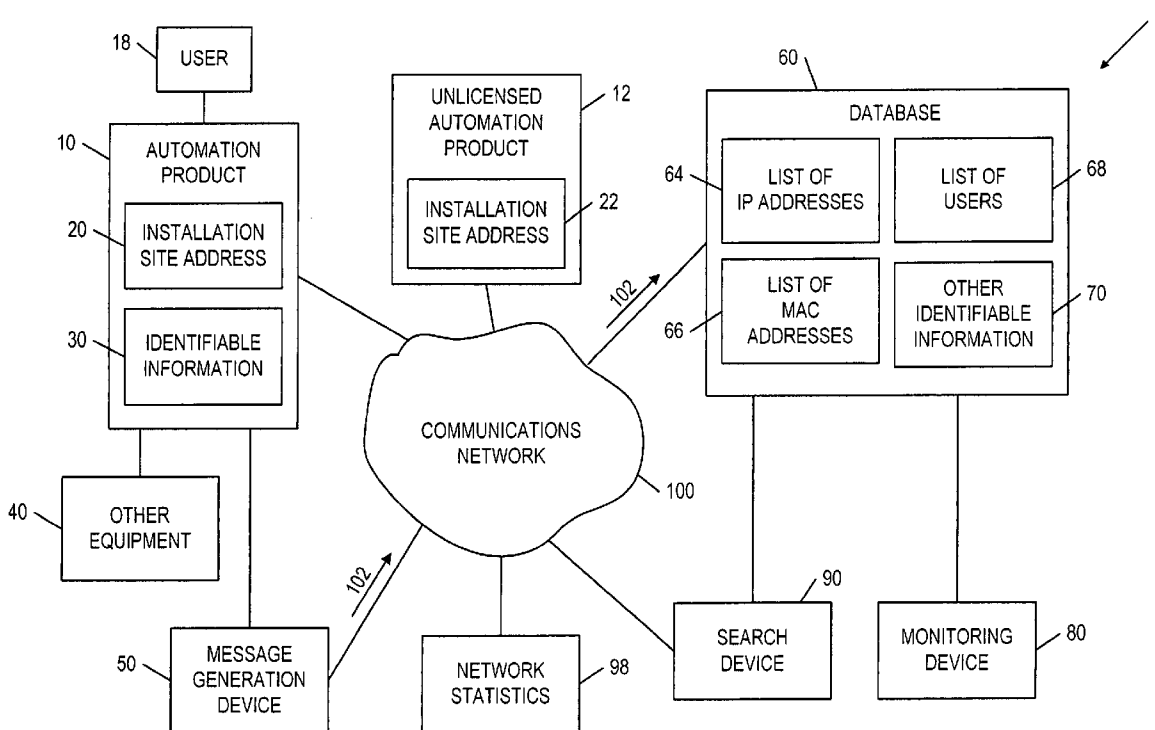 18
USER
10
AUTOMATION
PRODUCT
20
INSTALLATION
SITE ADDRESS
30
IDENTIFIABLE
INFORMATION
40
OTHER
EQUIPMENT
50
MESSAGE
GENERATION
DEVICE
UNLICENSED
AUTOMATION
PRODUCT
12
INSTALLATION
SITE ADDRESS
22
COMMUNICATIONS
NETWORK
100
102
102
NETWORK
STATISTICS
98
60
DATABASE
64
LIST OF
IP ADDRESSES
LIST OF
USERS
68
66
LIST OF
MAC
ADDRESSES
OTHER
IDENTIFIABLE
INFORMATION
70
90
SEARCH
DEVICE
MONITORING
DEVICE
80